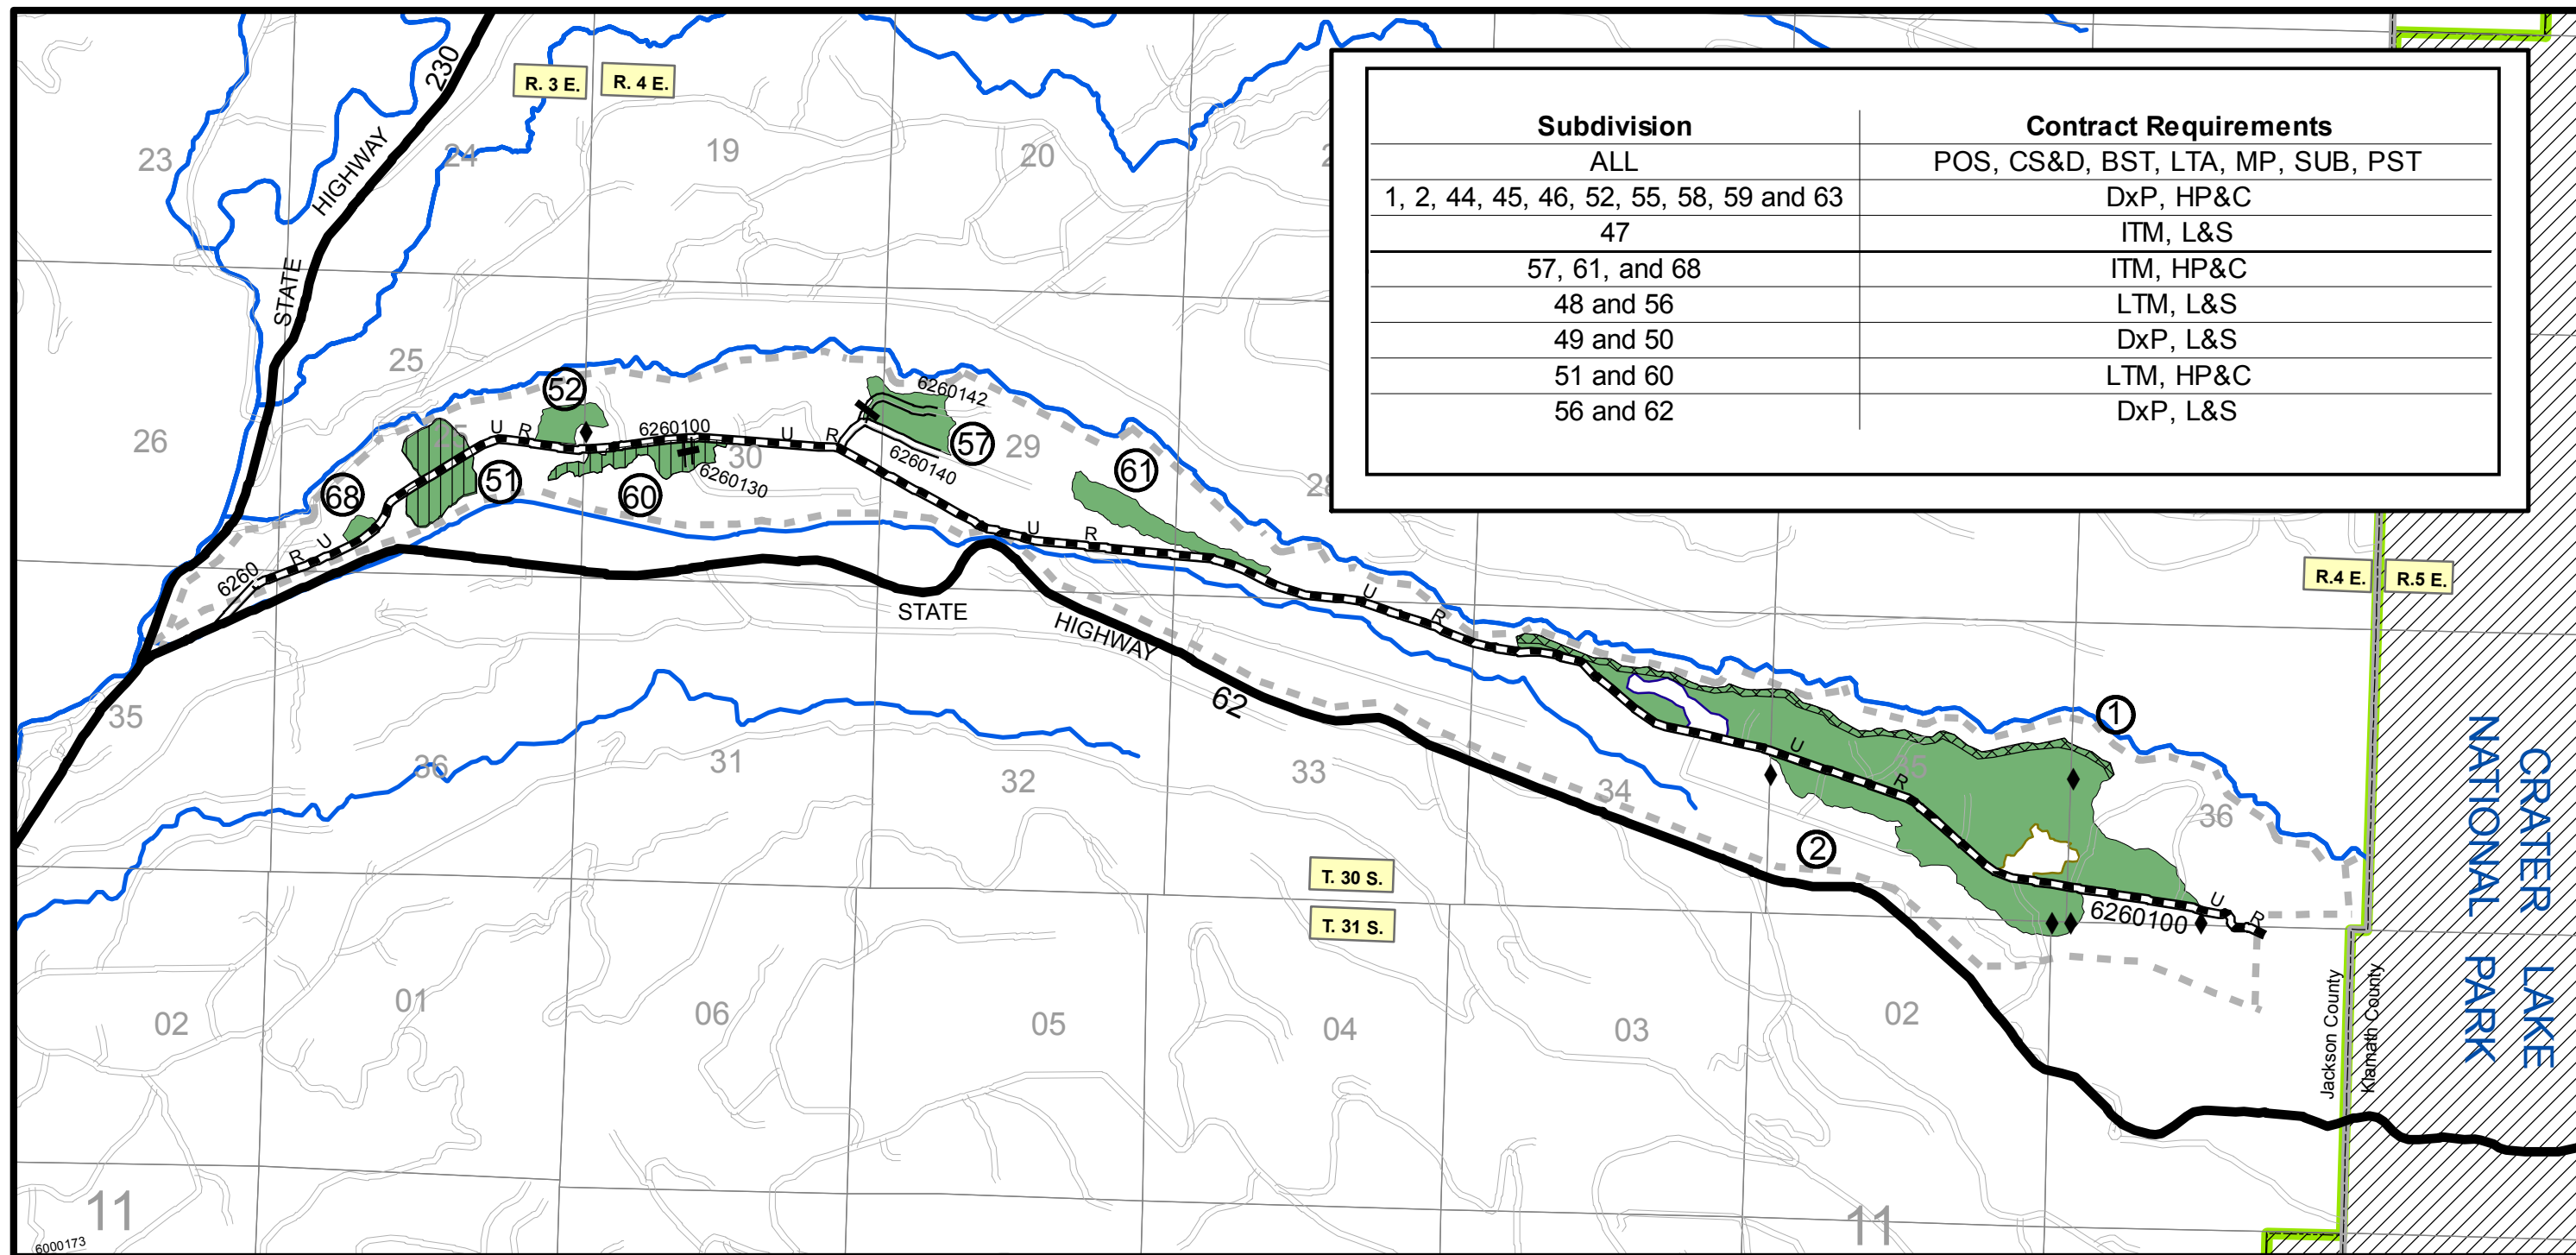 230
HIGHWAY
STATE
R. 3 E.
R. 4 E.
23
24
19
20
Subdivision Contract Requirements
ALL POS, CS&D, BST, LTA, MP, SUB, PST
1, 2, 44, 45, 46, 52, 55, 58, 59 and 63 DxP, HP&C
47 ITM, L&S
57, 61, and 68 ITM, HP&C
48 and 56 LTM, L&S
49 and 50 DxP, L&S
51 and 60 LTM, HP&C
56 and 62 DxP, L&S
25
26
52
6260142
U R
6260100
U R
57
29
30
6260140
6260130
61
28
68
51
60
R U
6260
U R
STATE
HIGHWAY
62
U R
R.4 E.
R.5 E.
35
36
31
32
33
34
35
36
1
2
U R
U R
6260100
T. 30 S.
T. 31 S.
CRATER LAKE
NATIONAL PARK
Jackson County
Klamath County
02
01
06
05
04
03
02
11
11
6000173